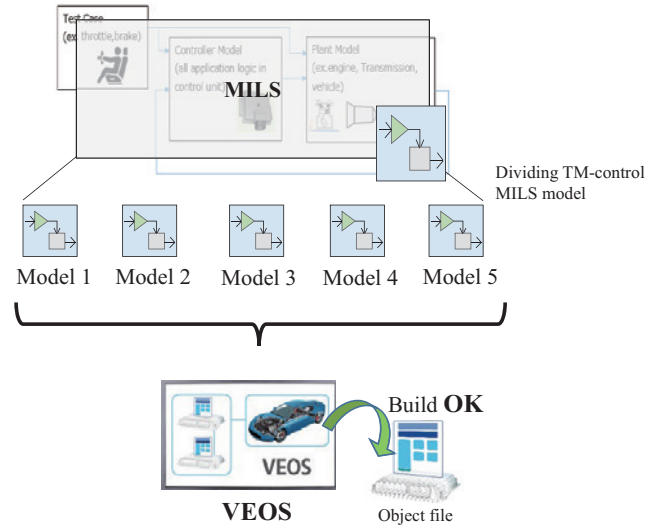 Test Case
(ex. throttle,brake)
Controller Model
(all application logic in
control unit)
MILS
Plant Model
(ex.engine, Transmission,
vehicle)
Dividing TM-control
MILS model
Model 1
Model 2
Model 3
Model 4
Model 5
Build OK
VEOS
VEOS
Object file